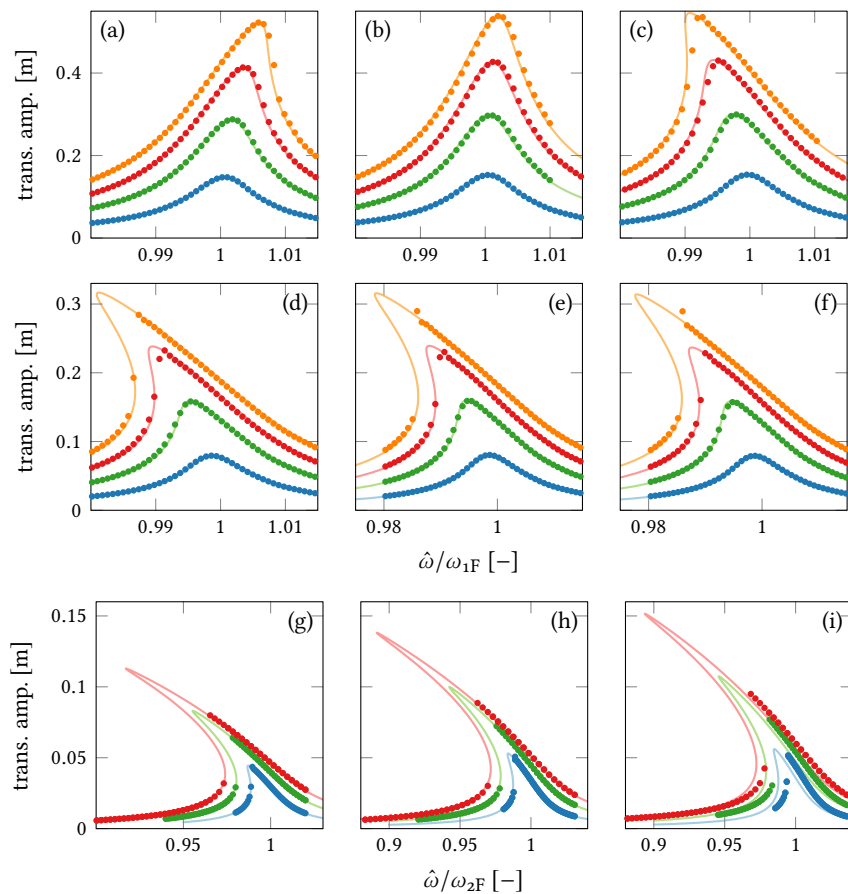 (a) (b) (c)
trans. amp. [m]
0.4
0.2
0
0.99 1 1.01 0.99 1 1.01 0.99 1 1.01
(d) (e) (f)
trans. amp. [m]
0.3
0.2
0.1
0
0.99 1 1.01 0.98 1 0.98 1
ω̂/ω₁F [−]
(g) (h) (i)
trans. amp. [m]
0.15
0.1
0.05
0
0.95 1 0.9 0.95 1 0.9 0.95 1
ω̂/ω₂F [−]